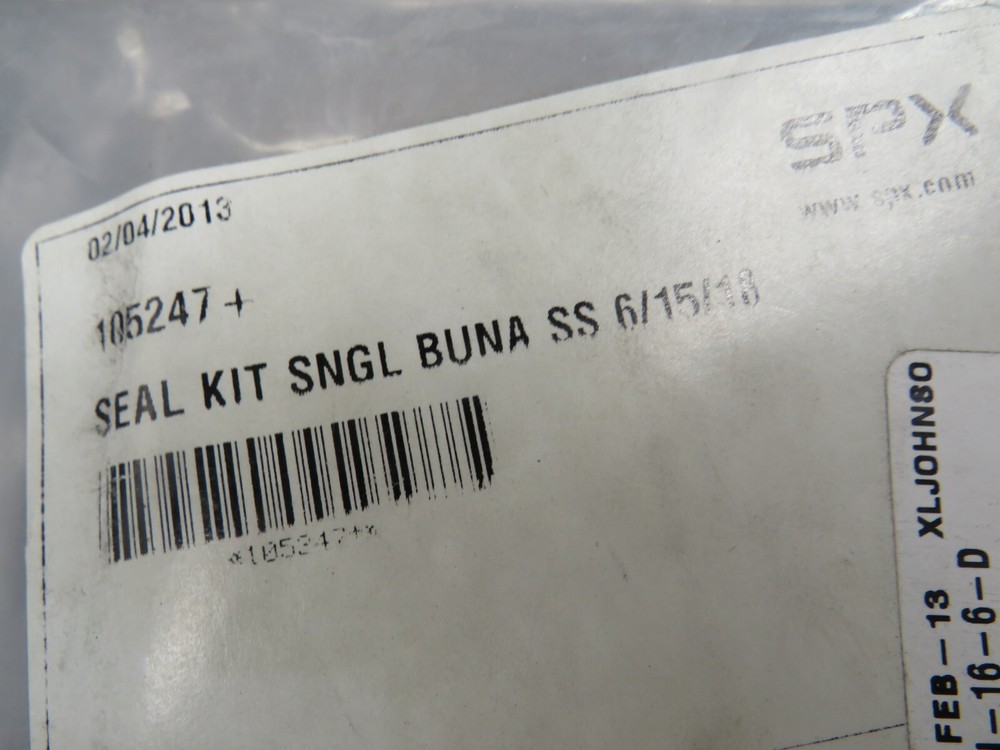 SPX
www.spx.com
02/04/2013
105247+
SEAL KIT SNGL BUNA SS 6/15/18
*105247+*
XLJOHN80
FEB-13
-16-6-D